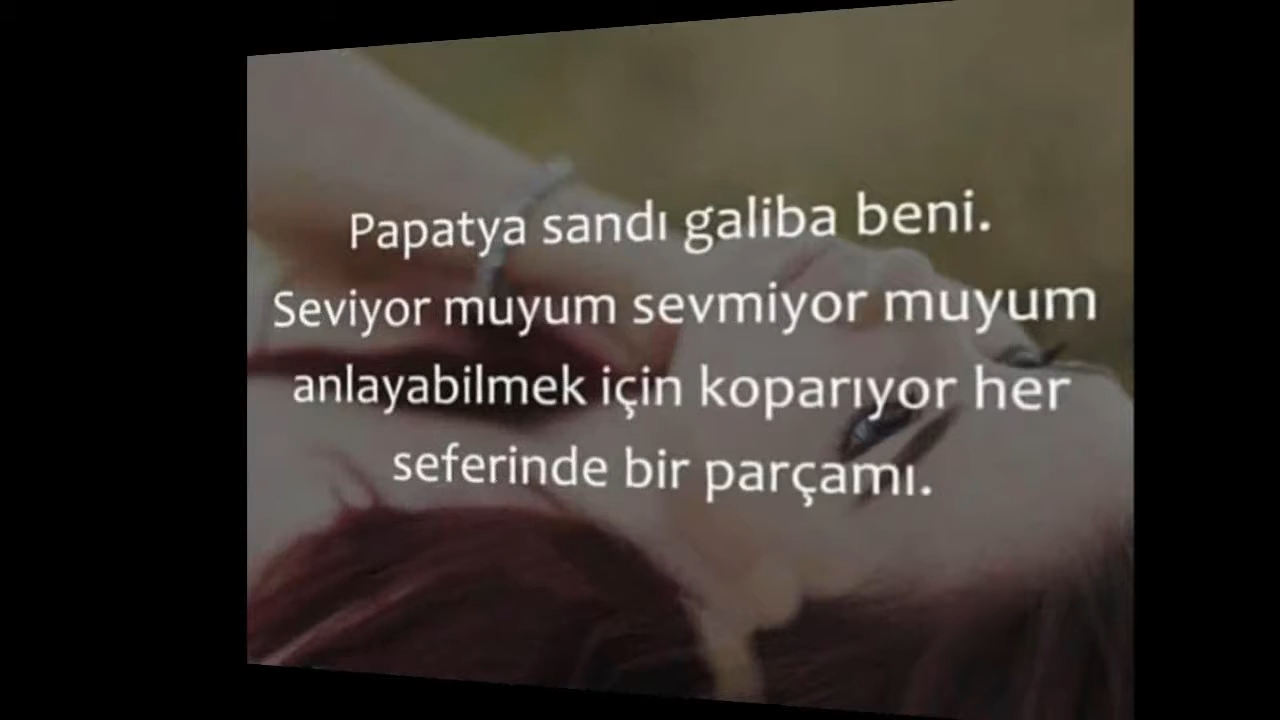 Papatya sandı galiba beni.
Seviyor muyum sevmiyor muyum
anlayabilmek için koparıyor her
seferinde bir parçamı.